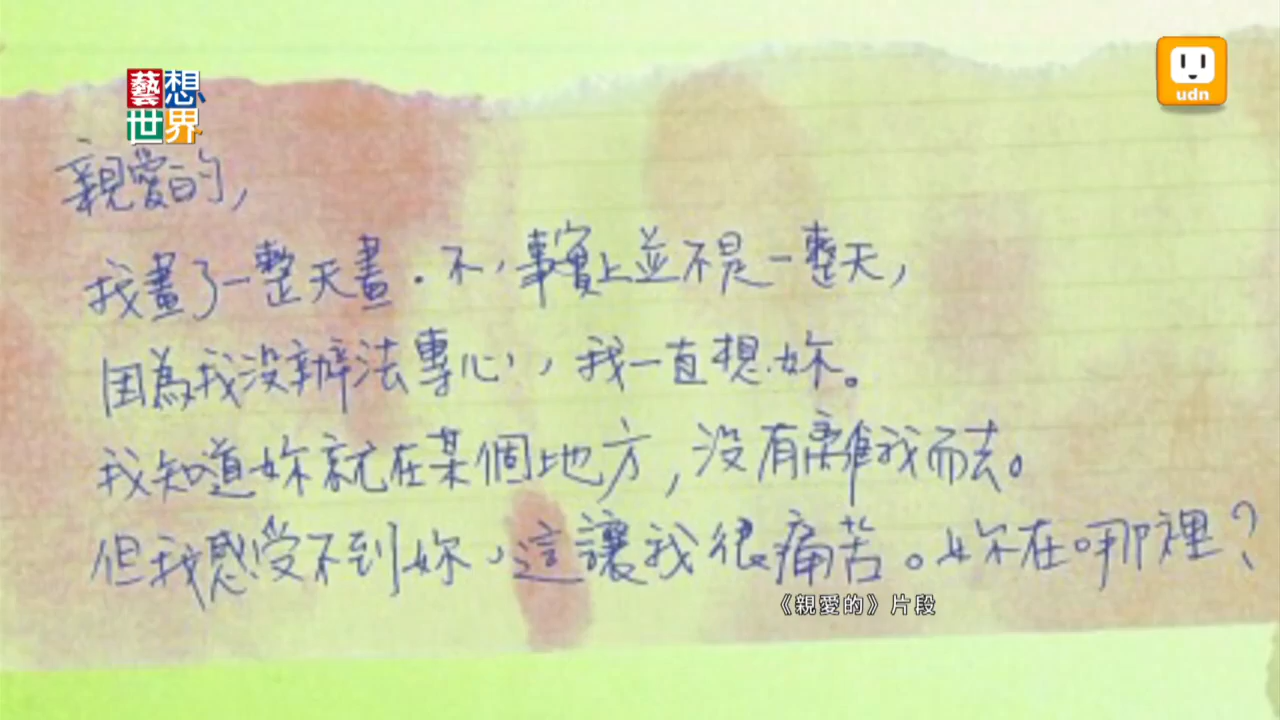 藝想
世界
udn
親愛的,
我畫了一整天畫.不,事實上並不是一整天,
因為我沒辦法專心,我一直想妳。
我知道妳就在某個地方,沒有離我而去。
但我感受不到妳,這讓我很痛苦。妳在哪裡?
《親愛的》片段